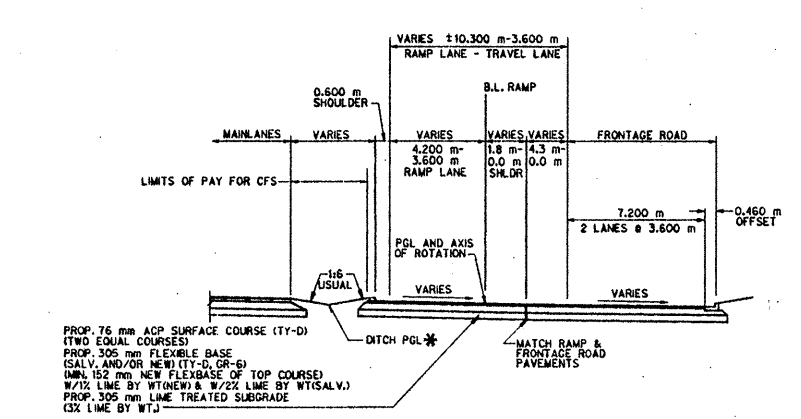 VARIES ±10.300 m-3.600 m
RAMP LANE - TRAVEL LANE
0.600 m
SHOULDER
B.L. RAMP
MAINLANES
VARIES
VARIES
VARIES
VARIES
FRONTAGE ROAD
4.200 m-
3.600 m
RAMP LANE
1.8 m-
0.0 m
SHLDR
4.3 m-
0.0 m
LIMITS OF PAY FOR CFS
7.200 m
2 LANES @ 3.600 m
0.460 m
OFFSET
PGL AND AXIS
OF ROTATION
1:6
USUAL
VARIES
VARIES
DITCH PGL*
MATCH RAMP &
FRONTAGE ROAD
PAVEMENTS
PROP. 76 mm ACP SURFACE COURSE (TY-D)
(TWO EQUAL COURSES)
PROP. 305 mm FLEXIBLE BASE
(SALV. AND/OR NEW) (TY-D, GR-6)
(MIN. 152 mm NEW FLEXBASE OF TOP COURSE)
W/1% LIME BY WT(NEW) & W/2% LIME BY WT(SALV.)
PROP. 305 mm LIME TREATED SUBGRADE
(3% LIME BY WT.)